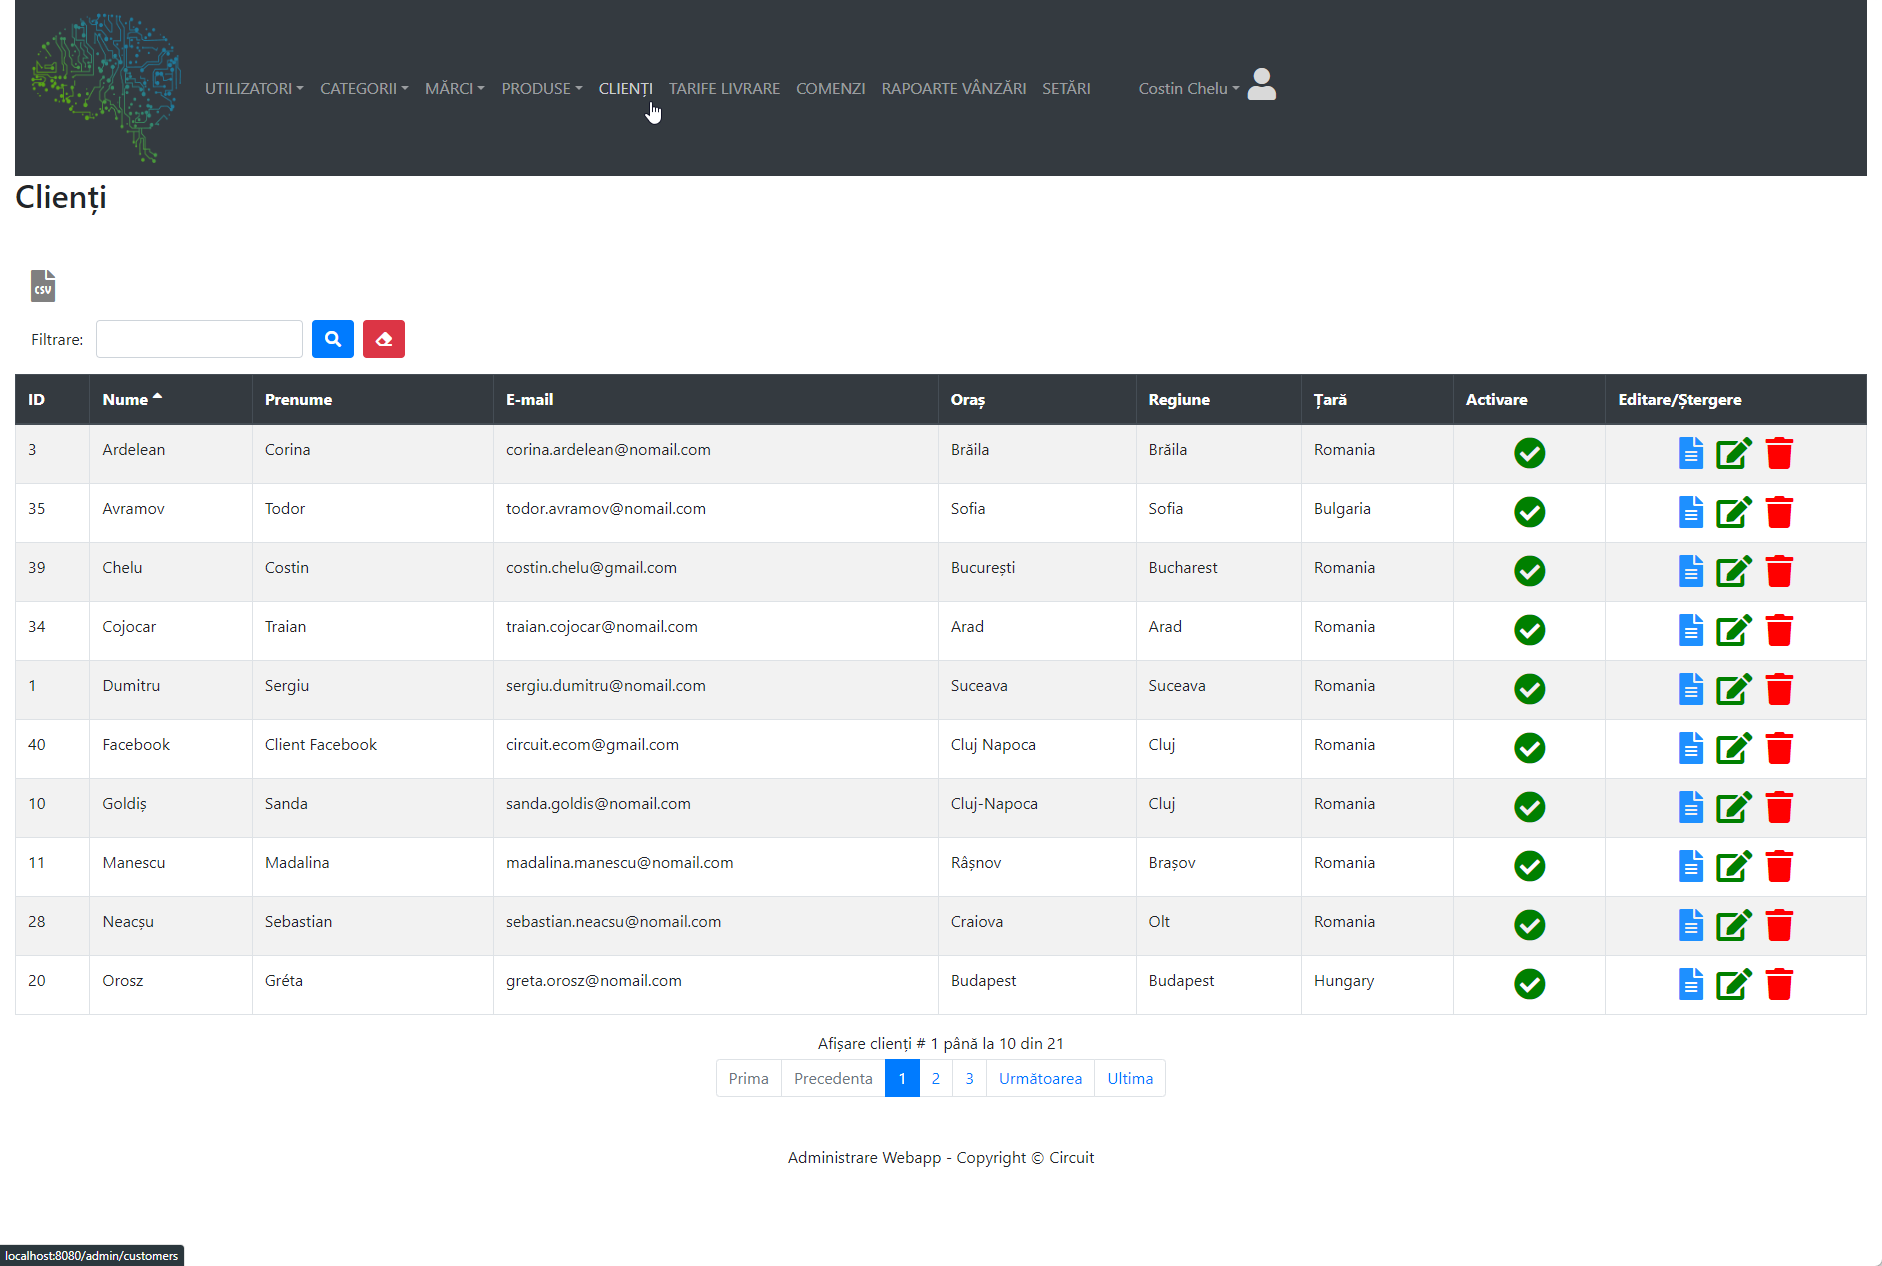 UTILIZATORI CATEGORII MĂRCI PRODUSE CLIENȚI TARIFE LIVRARE COMENZI RAPOARTE VÂNZĂRI SETĂRI Costin Chelu
Clienți
CSV
Filtrare:
ID Nume Prenume E-mail Oraș Regiune Țară Activare Editare/Ștergere
3 Ardelean Corina corina.ardelean@nomail.com Brăila Brăila Romania
35 Avramov Todor todor.avramov@nomail.com Sofia Sofia Bulgaria
39 Chelu Costin costin.chelu@gmail.com București Bucharest Romania
34 Cojocar Traian traian.cojocar@nomail.com Arad Arad Romania
1 Dumitru Sergiu sergiu.dumitru@nomail.com Suceava Suceava Romania
40 Facebook Client Facebook circuit.ecom@gmail.com Cluj Napoca Cluj Romania
10 Goldiș Sanda sanda.goldis@nomail.com Cluj-Napoca Cluj Romania
11 Manescu Madalina madalina.manescu@nomail.com Râșnov Brașov Romania
28 Neacșu Sebastian sebastian.neacsu@nomail.com Craiova Olt Romania
20 Orosz Gréta greta.orosz@nomail.com Budapest Budapest Hungary
Afișare clienți # 1 până la 10 din 21
Prima Precedenta 1 2 3 Următoarea Ultima
Administrare Webapp - Copyright © Circuit
localhost:8080/admin/customers